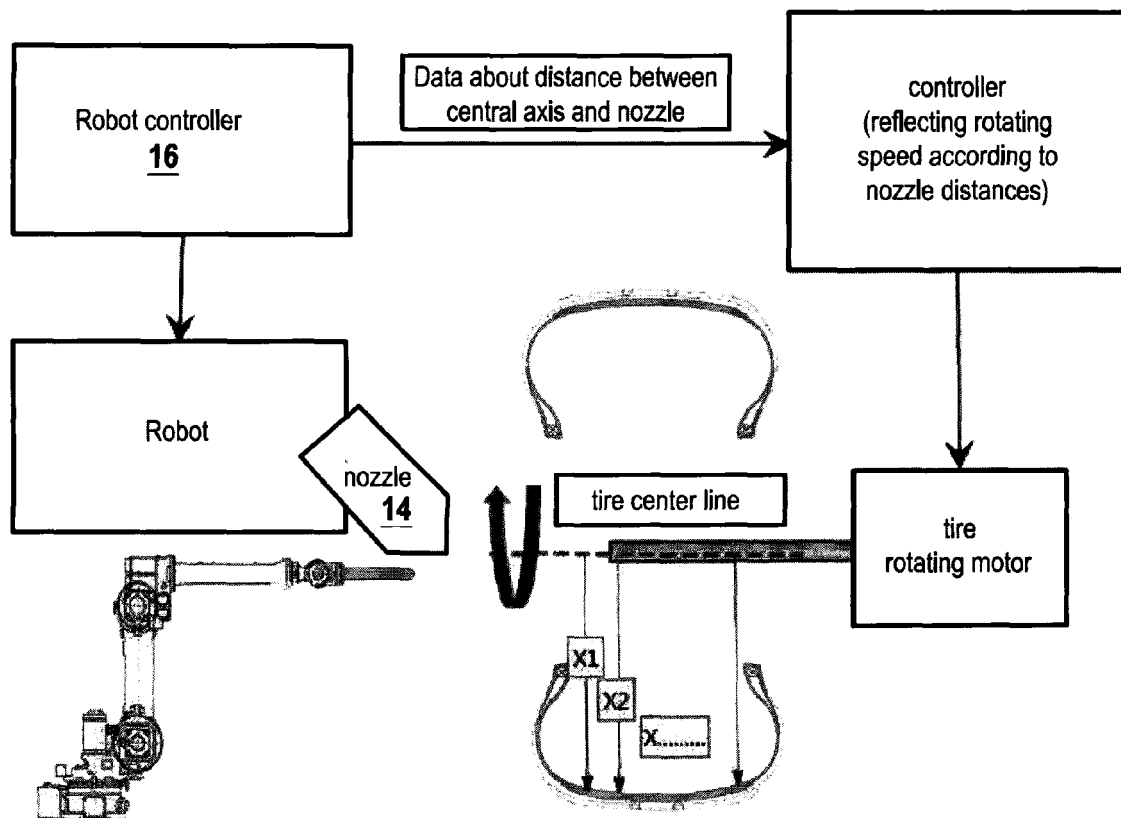 Robot controller
16
Data about distance between
central axis and nozzle
controller
(reflecting rotating
speed according to
nozzle distances)
Robot
nozzle
14
tire center line
tire
rotating motor
X1
X2
X........